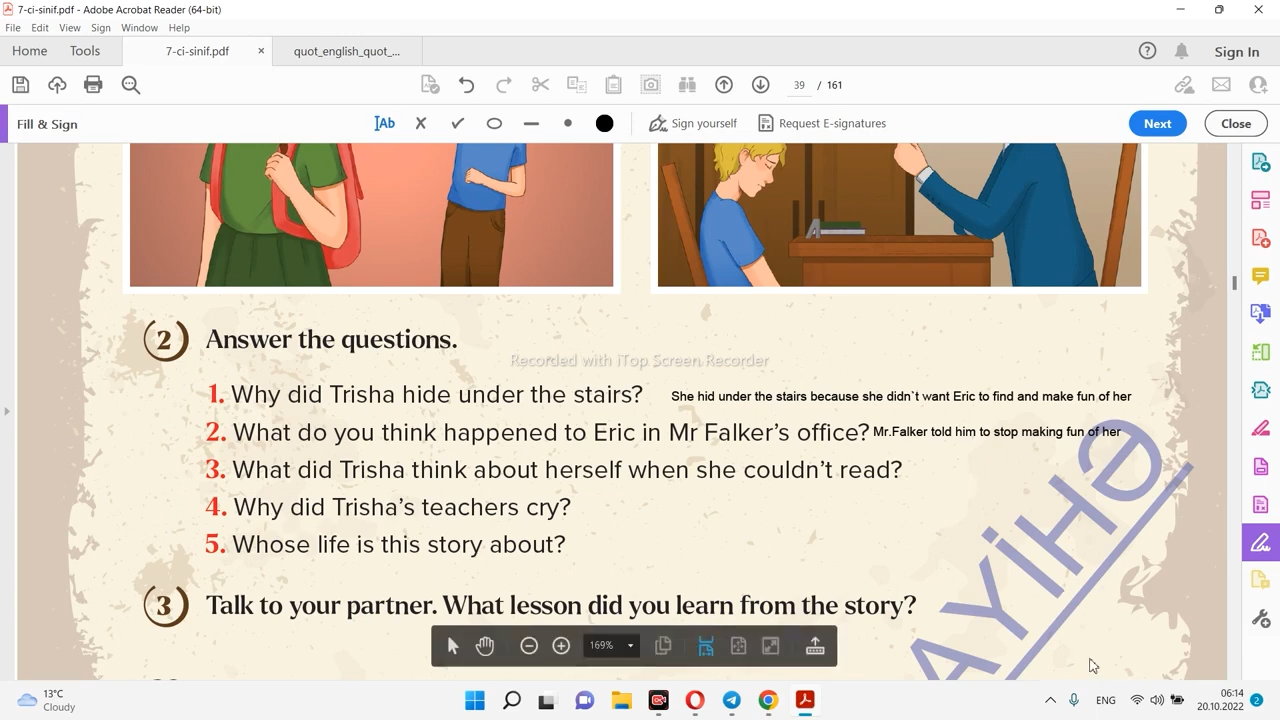 7-ci-sinif.pdf - Adobe Acrobat Reader (64-bit)
File Edit View Sign Window Help
Home Tools 7-ci-sinif.pdf × quot_english_quot_... Sign In
39 / 161
Fill & Sign Ab Sign yourself Request E-signatures Next Close
2 Answer the questions.
Recorded with iTop Screen Recorder
1. Why did Trisha hide under the stairs? She hid under the stairs because she didn`t want Eric to find and make fun of her
2. What do you think happened to Eric in Mr Falker's office? Mr.Falker told him to stop making fun of her
3. What did Trisha think about herself when she couldn't read?
4. Why did Trisha's teachers cry?
5. Whose life is this story about?
3 Talk to your partner. What lesson did you learn from the story?
AYİHƏ
169%
13°C
Cloudy
ENG
06:14
20.10.2022
2